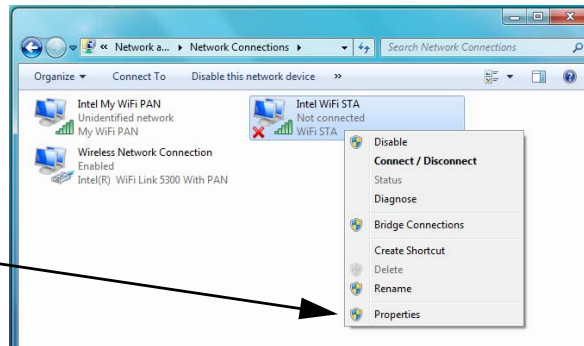 « Network a... ▸ Network Connections ▸
Search Network Connections
Organize ▾ Connect To Disable this network device »
Intel My WiFi PAN
Unidentified network
My WiFi PAN
Intel WiFi STA
Not connected
WiFi STA
Wireless Network Connection
Enabled
Intel(R) WiFi Link 5300 With PAN
Disable
Connect / Disconnect
Status
Diagnose
Bridge Connections
Create Shortcut
Delete
Rename
Properties